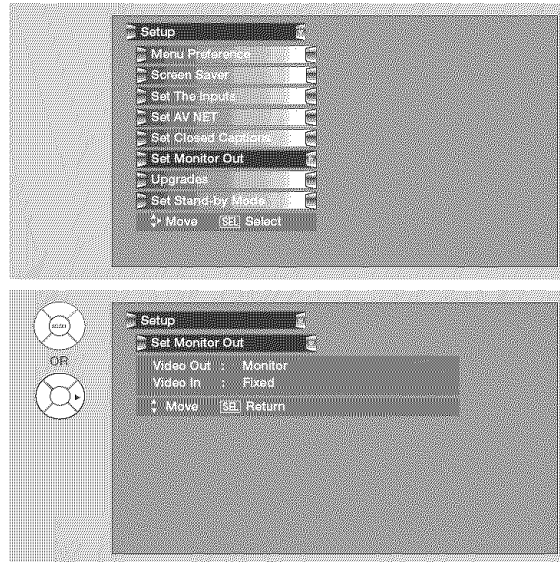 Setup
Menu Preference
Screen Saver
Set The Inputs
Set AV NET
Set Closed Captions
Set Monitor Out
Upgrades
Set Stand-by Mode
Move SEL Select
OR
Setup
Set Monitor Out
Video Out : Monitor
Video In : Fixed
Move SEL Return